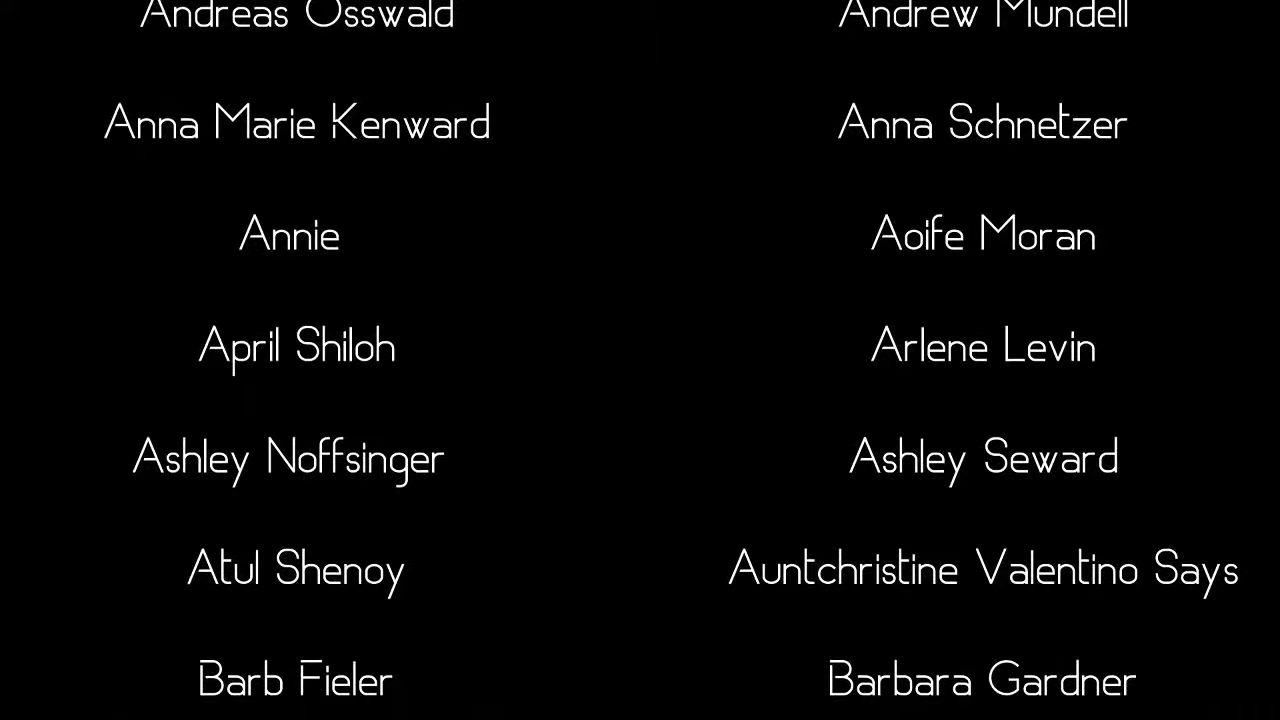 Andreas Osswald Andrew Mundell
Anna Marie Kenward Anna Schnetzer
Annie Aoife Moran
April Shiloh Arlene Levin
Ashley Noffsinger Ashley Seward
Atul Shenoy Auntchristine Valentino Says
Barb Fieler Barbara Gardner